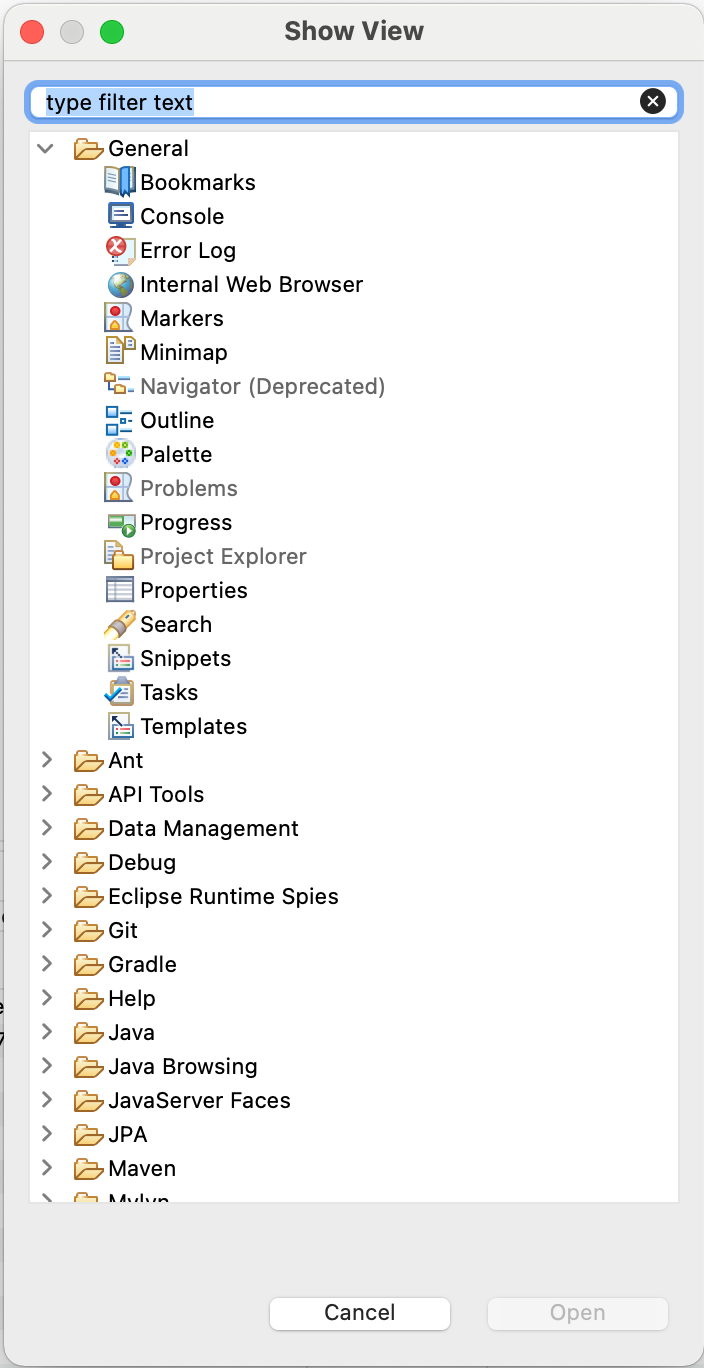 Show View
type filter text
General
Bookmarks
Console
Error Log
Internal Web Browser
Markers
Minimap
Navigator (Deprecated)
Outline
Palette
Problems
Progress
Project Explorer
Properties
Search
Snippets
Tasks
Templates
Ant
API Tools
Data Management
Debug
Eclipse Runtime Spies
Git
Gradle
Help
Java
Java Browsing
JavaServer Faces
JPA
Maven
Mylyn
Cancel Open